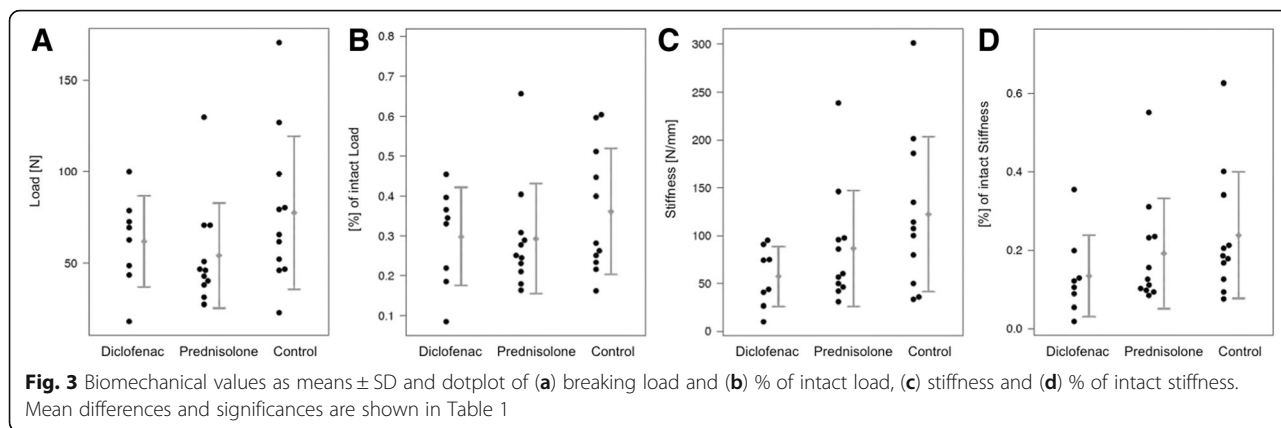 A
B
C
D
Load [N]
150
100
50
Diclofenac Prednisolone Control
[%] of intact Load
0.8
0.7
0.6
0.5
0.4
0.3
0.2
0.1
Diclofenac Prednisolone Control
Stiffness [N/mm]
300
250
200
150
100
50
0
Diclofenac Prednisolone Control
[%] of intact Stiffness
0.6
0.4
0.2
0.0
Diclofenac Prednisolone Control
Fig. 3 Biomechanical values as means ± SD and dotplot of (a) breaking load and (b) % of intact load, (c) stiffness and (d) % of intact stiffness.
Mean differences and significances are shown in Table 1